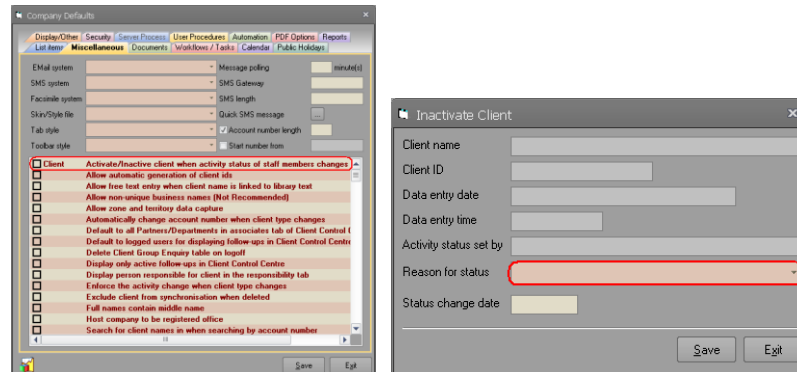 Company Defaults
Display/Other Security Server Process User Procedures Automation PDF Options Reports
List items Miscellaneous Documents Workflows / Tasks Calendar Public Holidays
EMail system Message polling minute(s)
SMS system SMS Gateway
Facsimile system SMS length
Skin/Style file Quick SMS message ...
Tab style Account number length
Toolbar style Start number from
Client Activate/Inactive client when activity status of staff members changes
Allow automatic generation of client ids
Allow free text entry when client name is linked to library text
Allow non-unique business names (Not Recommended)
Allow zone and territory data capture
Automatically change account number when client type changes
Default to all Partners/Departments in associates tab of Client Control (
Default to logged users for displaying follow-ups in Client Control Centre
Delete Client Group Enquiry table on logoff
Display only active follow-ups in Client Control Centre
Display person responsible for client in the responsibility tab
Enforce the activity change when client type changes
Exclude client from synchronisation when deleted
Full names contain middle name
Host company to be registered office
Search for client names in when searching by account number
Save Exit
Inactivate Client
Client name
Client ID
Data entry date
Data entry time
Activity status set by
Reason for status
Status change date
Save Exit